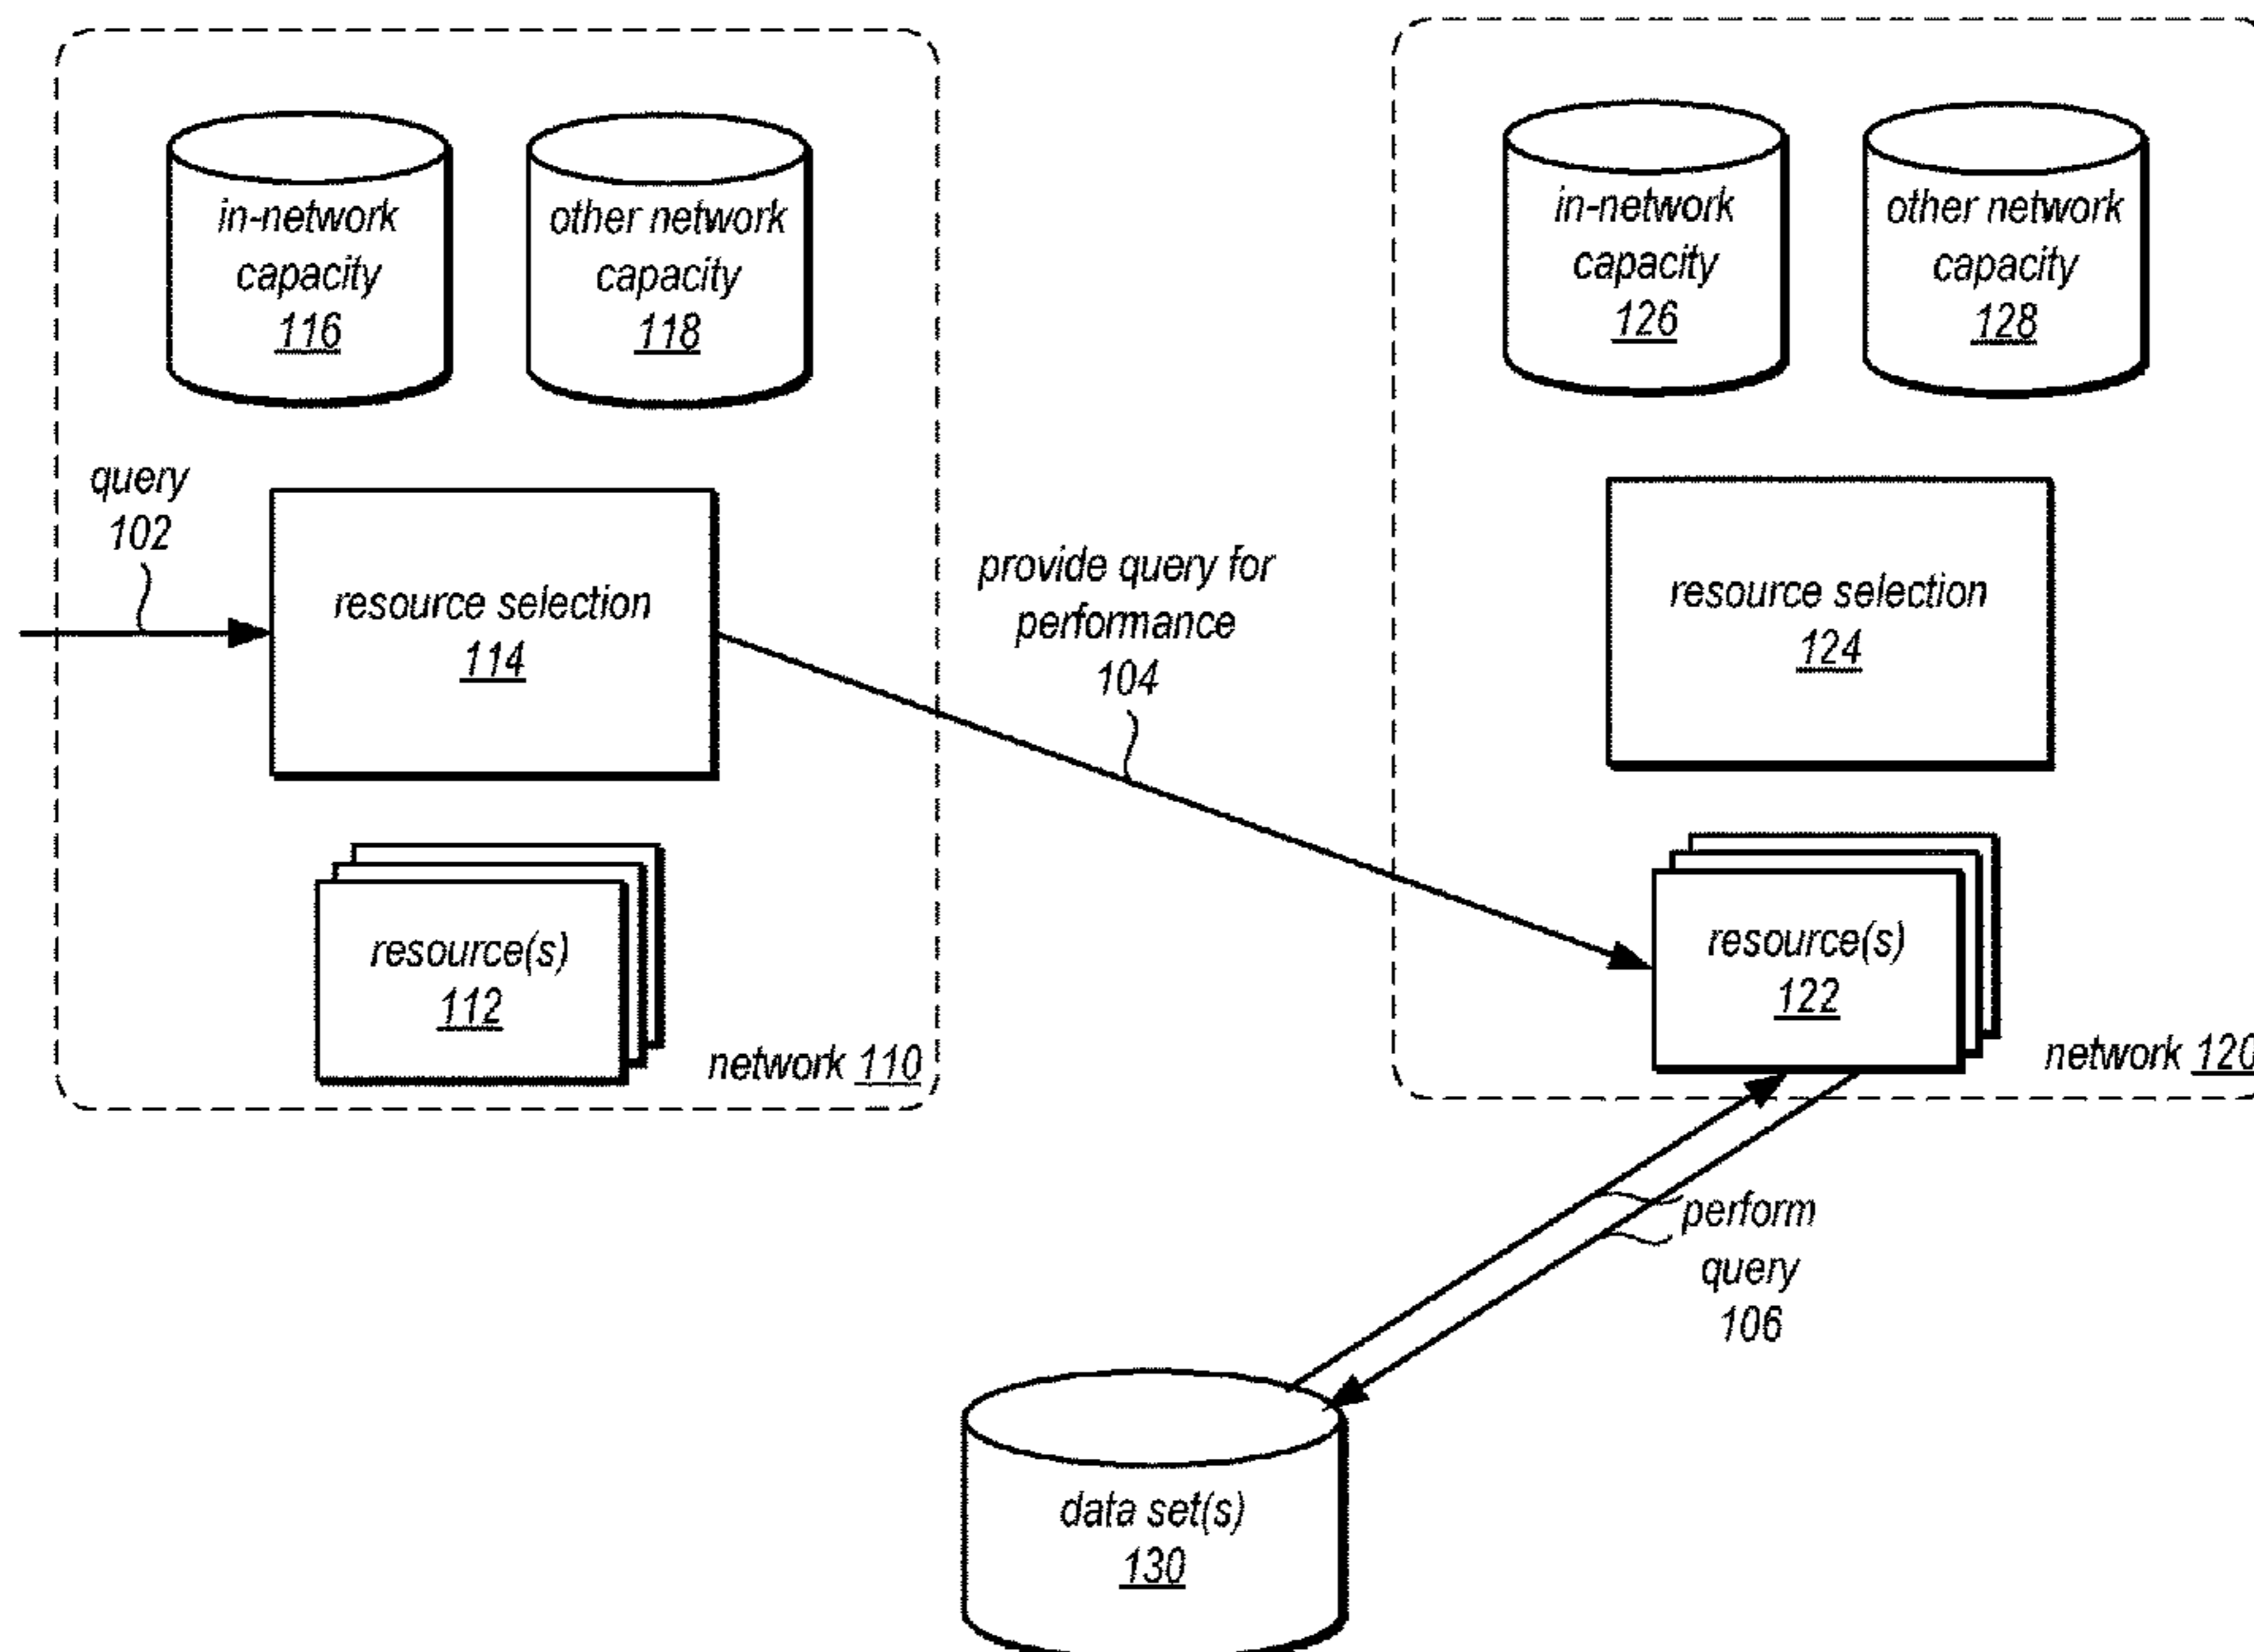 in-network
capacity
116
other network
capacity
118
query
102
resource selection
114
resource(s)
112
network 110
provide query for
performance
104
in-network
capacity
126
other network
capacity
128
resource selection
124
resource(s)
122
network 120
perform
query
106
data set(s)
130